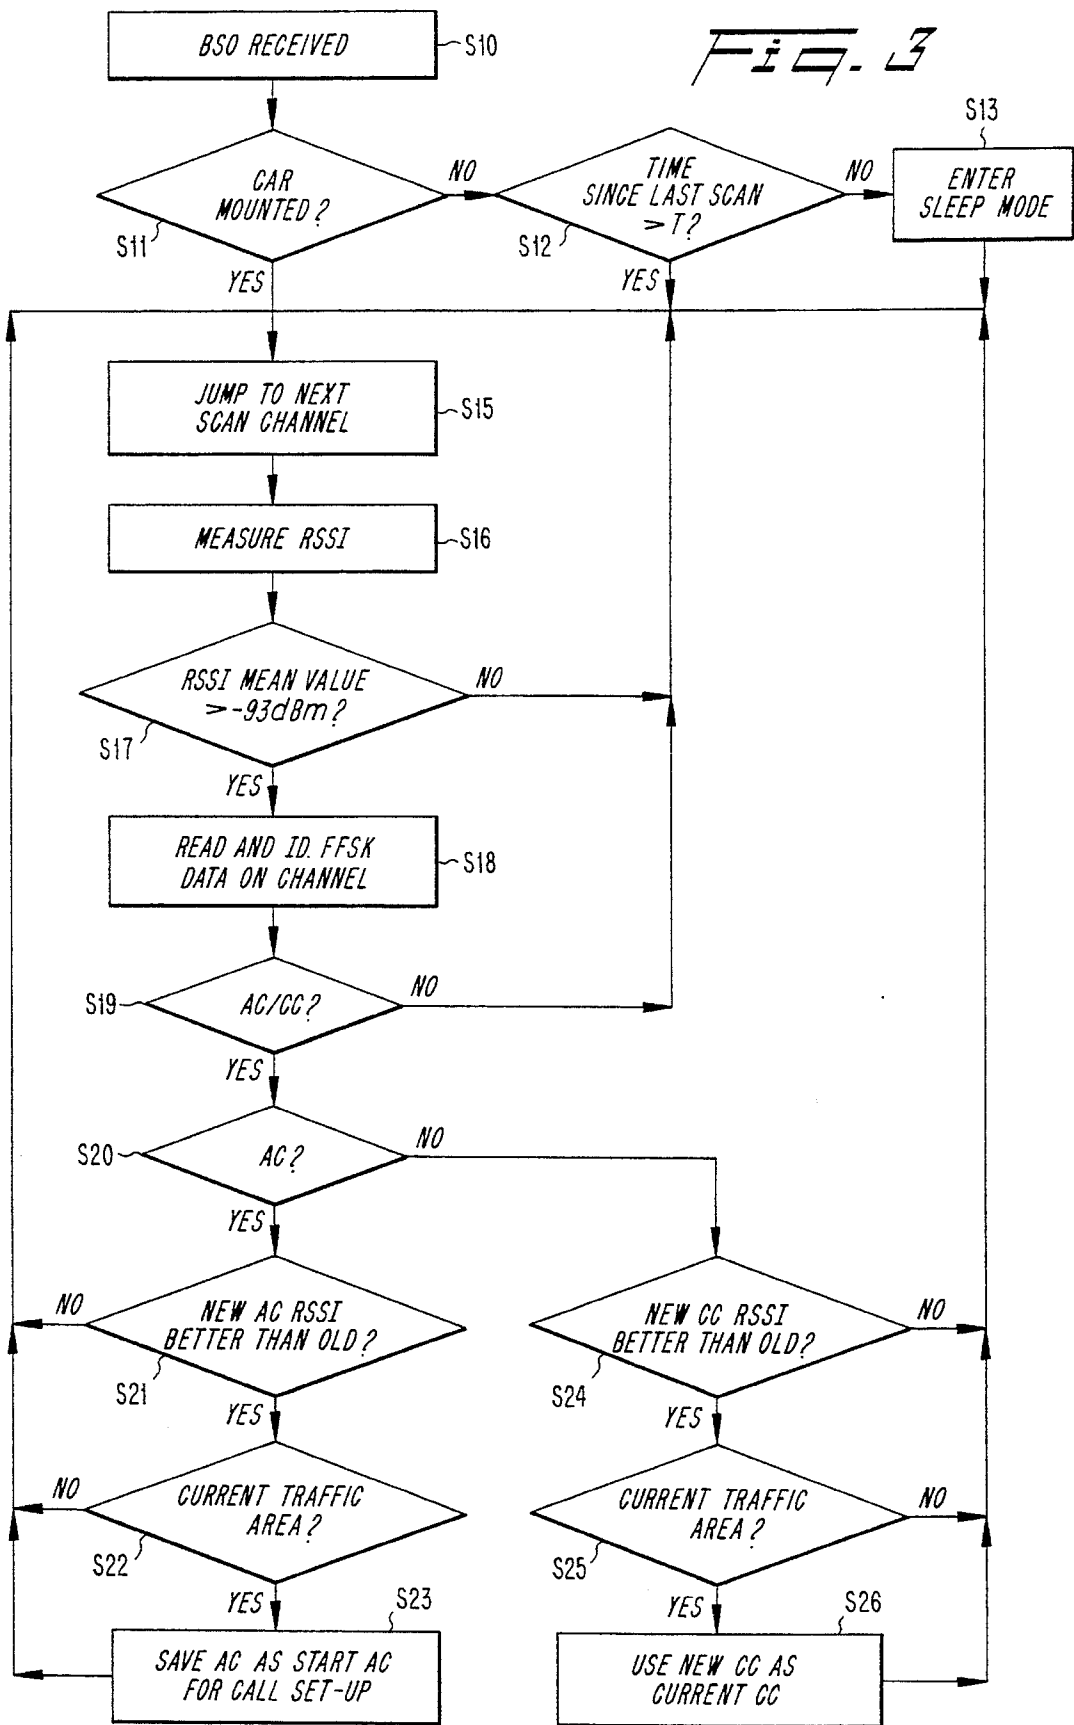 Fig. 3
BSO RECEIVED
S10
CAR
MOUNTED?
S11
NO
YES
TIME
SINCE LAST SCAN
>T?
S12
NO
YES
S13
ENTER
SLEEP MODE
JUMP TO NEXT
SCAN CHANNEL
S15
MEASURE RSSI
S16
RSSI MEAN VALUE
>-93dBm?
S17
NO
YES
READ AND ID. FFSK
DATA ON CHANNEL
S18
AC/CC?
S19
NO
YES
AC?
S20
NO
YES
NEW AC RSSI
BETTER THAN OLD?
S21
NO
YES
CURRENT TRAFFIC
AREA?
S22
NO
YES
S23
SAVE AC AS START AC
FOR CALL SET-UP
NEW CC RSSI
BETTER THAN OLD?
S24
NO
YES
CURRENT TRAFFIC
AREA?
S25
NO
YES
S26
USE NEW CC AS
CURRENT CC